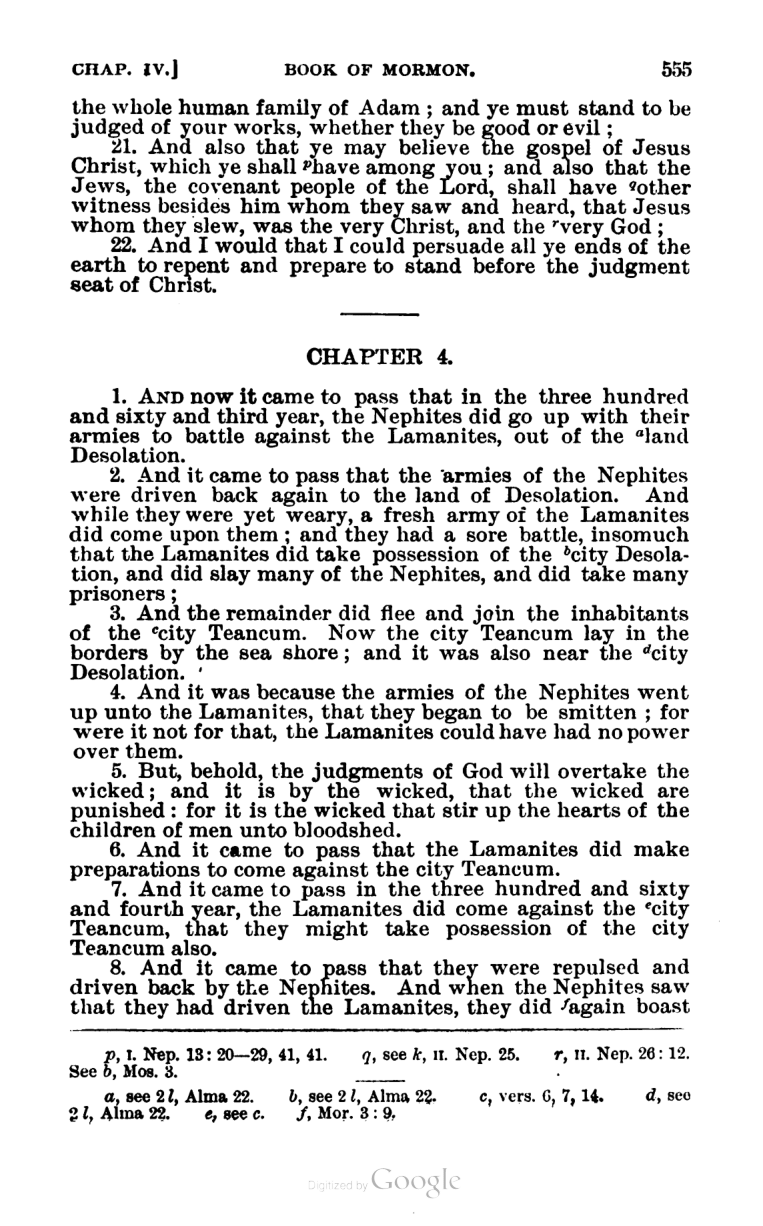 CHAP. IV.] BOOK OF MORMON. 555
the whole human family of Adam ; and ye must stand to be
judged of your works, whether they be good or evil ;
21. And also that ye may believe the gospel of Jesus
Christ, which ye shall ᵖhave among you ; and also that the
Jews, the covenant people of the Lord, shall have qother
witness besides him whom they saw and heard, that Jesus
whom they slew, was the very Christ, and the ʳvery God ;
22. And I would that I could persuade all ye ends of the
earth to repent and prepare to stand before the judgment
seat of Christ.
CHAPTER 4.
1. AND now it came to pass that in the three hundred
and sixty and third year, the Nephites did go up with their
armies to battle against the Lamanites, out of the ᵃland
Desolation.
2. And it came to pass that the armies of the Nephites
were driven back again to the land of Desolation. And
while they were yet weary, a fresh army of the Lamanites
did come upon them ; and they had a sore battle, insomuch
that the Lamanites did take possession of the ᵇcity Desola-
tion, and did slay many of the Nephites, and did take many
prisoners ;
3. And the remainder did flee and join the inhabitants
of the ᶜcity Teancum. Now the city Teancum lay in the
borders by the sea shore ; and it was also near the ᵈcity
Desolation.
4. And it was because the armies of the Nephites went
up unto the Lamanites, that they began to be smitten ; for
were it not for that, the Lamanites could have had no power
over them.
5. But, behold, the judgments of God will overtake the
wicked ; and it is by the wicked, that the wicked are
punished : for it is the wicked that stir up the hearts of the
children of men unto bloodshed.
6. And it came to pass that the Lamanites did make
preparations to come against the city Teancum.
7. And it came to pass in the three hundred and sixty
and fourth year, the Lamanites did come against the ᵉcity
Teancum, that they might take possession of the city
Teancum also.
8. And it came to pass that they were repulsed and
driven back by the Nephites. And when the Nephites saw
that they had driven the Lamanites, they did ᶠagain boast
p, I. Nep. 13 : 20—29, 41, 41. q, see k, II. Nep. 25. r, II. Nep. 26 : 12.
See b, Mos. 3.
a, see 2 l, Alma 22. b, see 2 l, Alma 22. c, vers. 6, 7, 14. d, see
2 l, Alma 22. e, see c. f, Mor. 3 : 9.
Digitized by Google